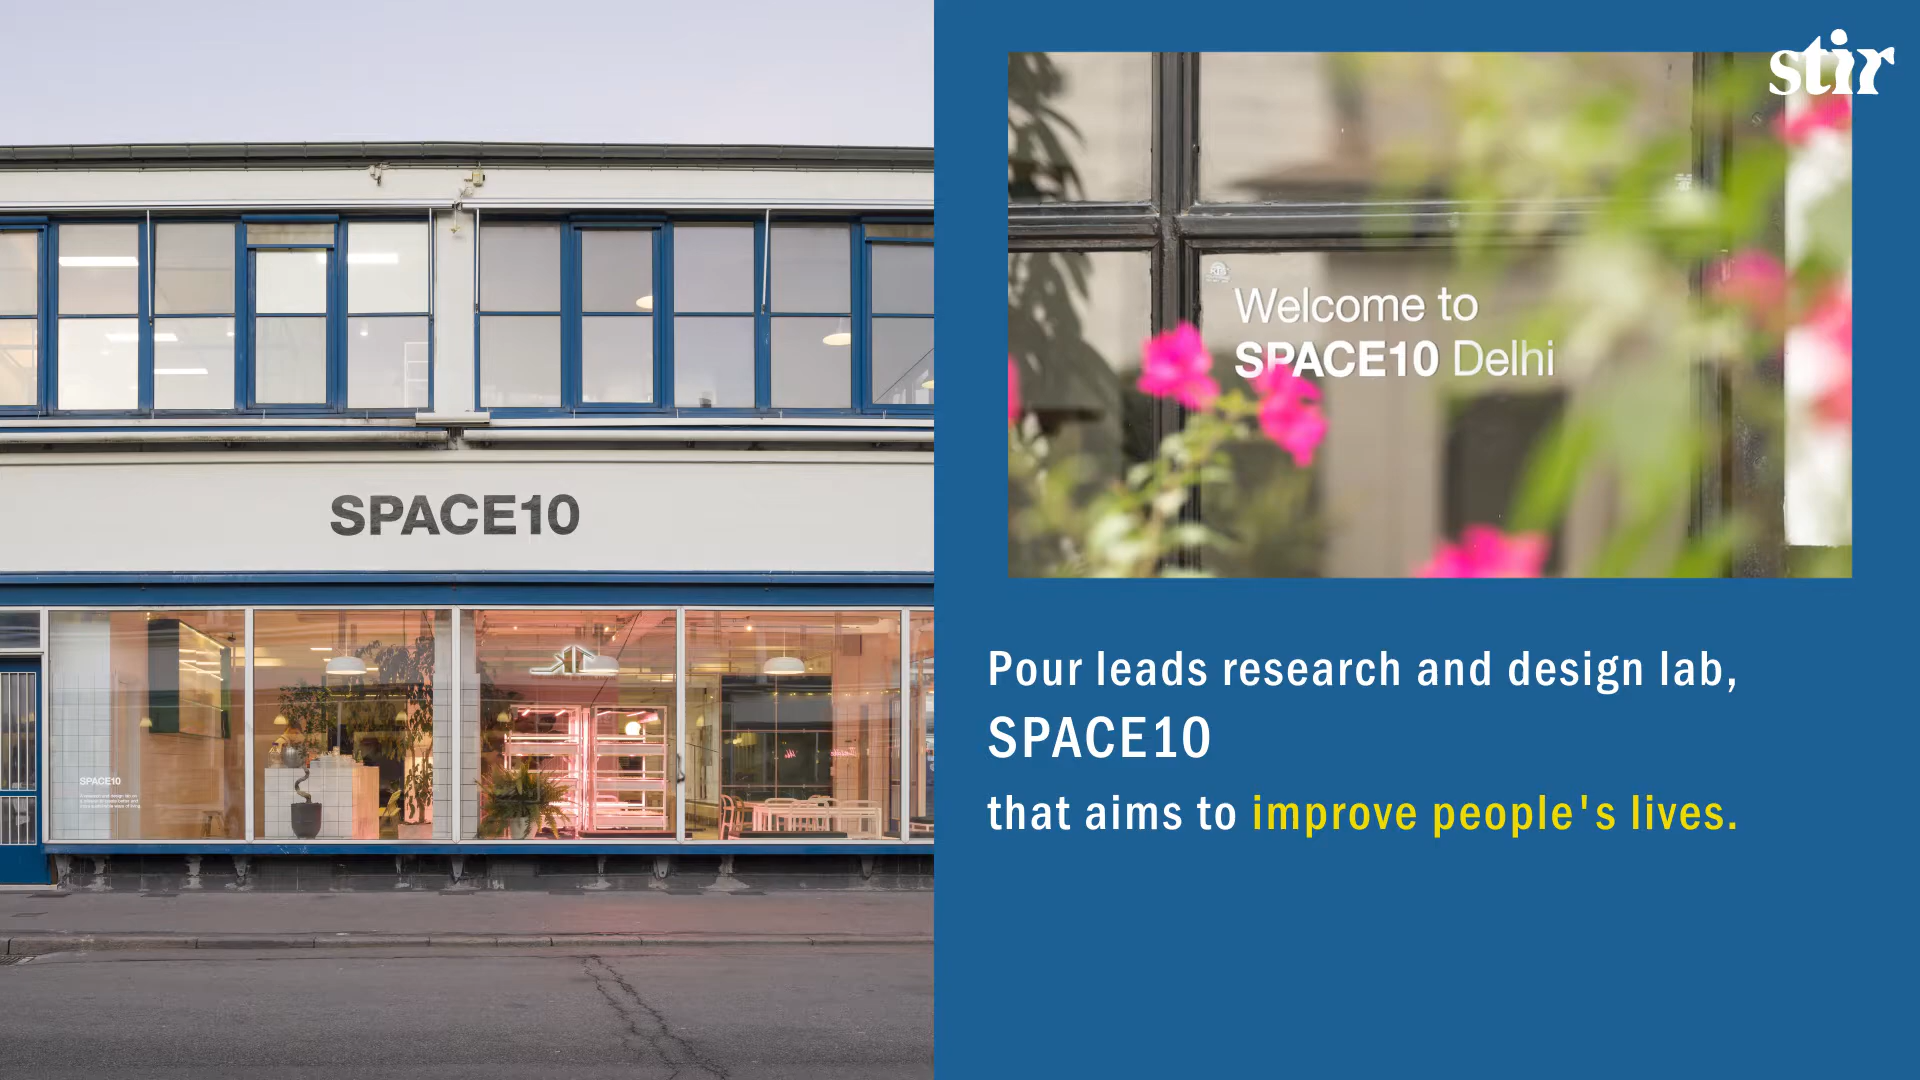 SPACE10
SPACE10
stir
Welcome to
SPACE10 Delhi
Pour leads research and design lab,
SPACE10
that aims to improve people's lives.